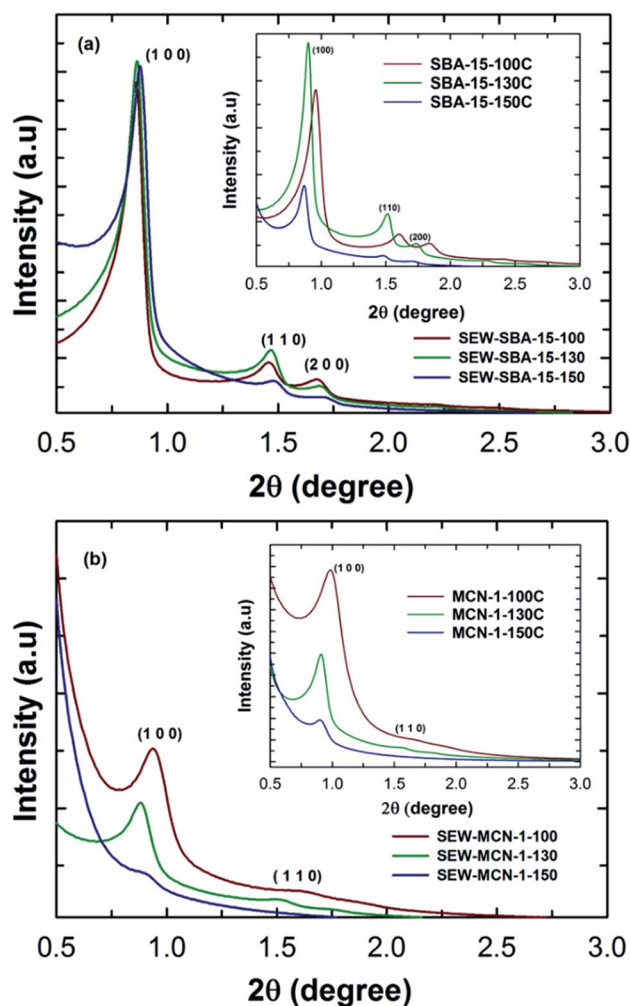 (a)
(1 0 0)
(1 1 0)
(2 0 0)
SEW-SBA-15-100
SEW-SBA-15-130
SEW-SBA-15-150
Intensity (a.u)
0.5 1.0 1.5 2.0 2.5 3.0
2θ (degree)
(100)
(110)
(200)
SBA-15-100C
SBA-15-130C
SBA-15-150C
Intensity (a.u)
0.5 1.0 1.5 2.0 2.5 3.0
2θ (degree)
(b)
(1 0 0)
(1 1 0)
SEW-MCN-1-100
SEW-MCN-1-130
SEW-MCN-1-150
Intensity (a.u)
0.5 1.0 1.5 2.0 2.5 3.0
2θ (degree)
(1 0 0)
(1 1 0)
MCN-1-100C
MCN-1-130C
MCN-1-150C
Intensity (a.u)
0.5 1.0 1.5 2.0 2.5 3.0
2θ (degree)